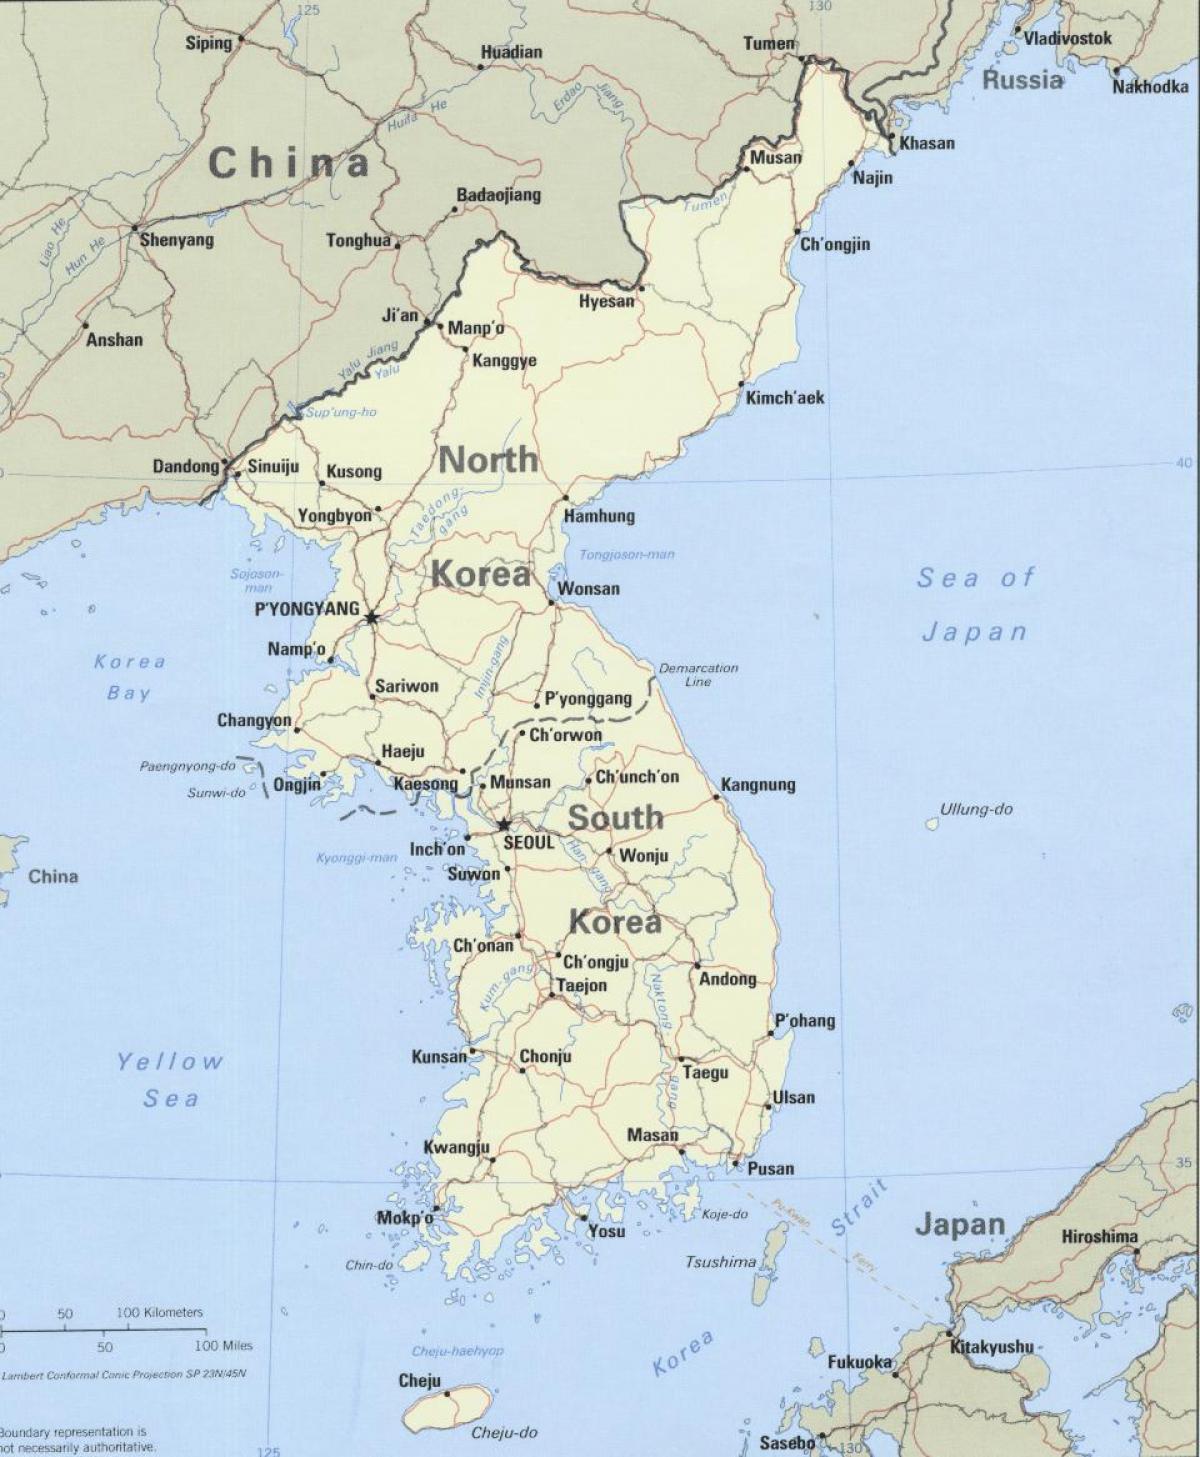 125
130
Siping
China
Huadian
Tumen
Vladivostok
Russia
Nakhodka
Erdao
Jiang
Huifa He
China
Khasan
Musan
Najin
Badaojiang
Tumen
Liao He
Hun He
Shenyang
Tonghua
Ch'ongjin
Hyesan
Ji'an
Manp'o
Anshan
Yalu Jiang
Yalu
Kanggye
Kimch'aek
Sup'ung-ho
North
Dandong
Sinuiju
Kusong
40
Yongbyon
Taedong-
gang
Hamhung
Tongjoson-man
Sojoson-
man
Korea
Sea of
Japan
Wonsan
P'YONGYANG
Namp'o
Korea
Bay
Imjin-gang
Demarcation
Line
Sariwon
P'yonggang
Changyon
Ch'orwon
Haeju
Paengnyong-do
Sunwi-do
Ongjin
Kaesong
Munsan
Ch'unch'on
Kangnung
South
Ullung-do
Inch'on
SEOUL
Kyonggi-man
Han-gang
Wonju
Suwon
China
Korea
Ch'onan
Ch'ongju
Kum-gang
Taejon
Andong
Naktong-
gang
P'ohang
Yellow
Sea
Kunsan
Chonju
Taegu
Ulsan
Masan
Kwangju
Pusan
35
Mokp'o
Koje-do
Pu-Kwan
Ferry
Strait
Yosu
Japan
Hiroshima
Chin-do
Tsushima
0 50 100 Kilometers
0 50 100 Miles
Korea
Cheju-haehyop
Kitakyushu
Lambert Conformal Conic Projection SP 23N/45N
Fukuoka
Cheju
Cheju-do
Boundary representation is
not necessarily authoritative.
125
Sasebo
130